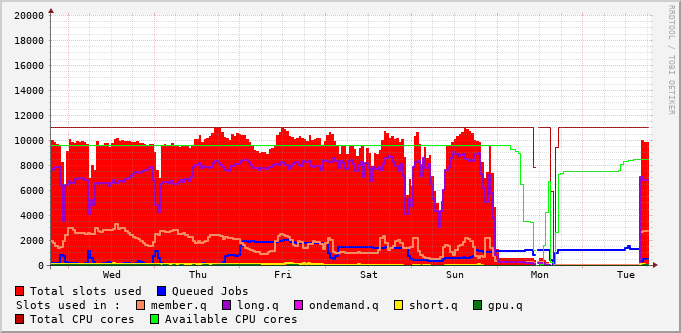 RRDTOOL / TOBI OETIKER
20000
18000
16000
14000
12000
10000
8000
6000
4000
2000
0
Wed Thu Fri Sat Sun Mon Tue
Total slots used Queued Jobs
Slots used in : member.q long.q ondemand.q short.q gpu.q
Total CPU cores Available CPU cores